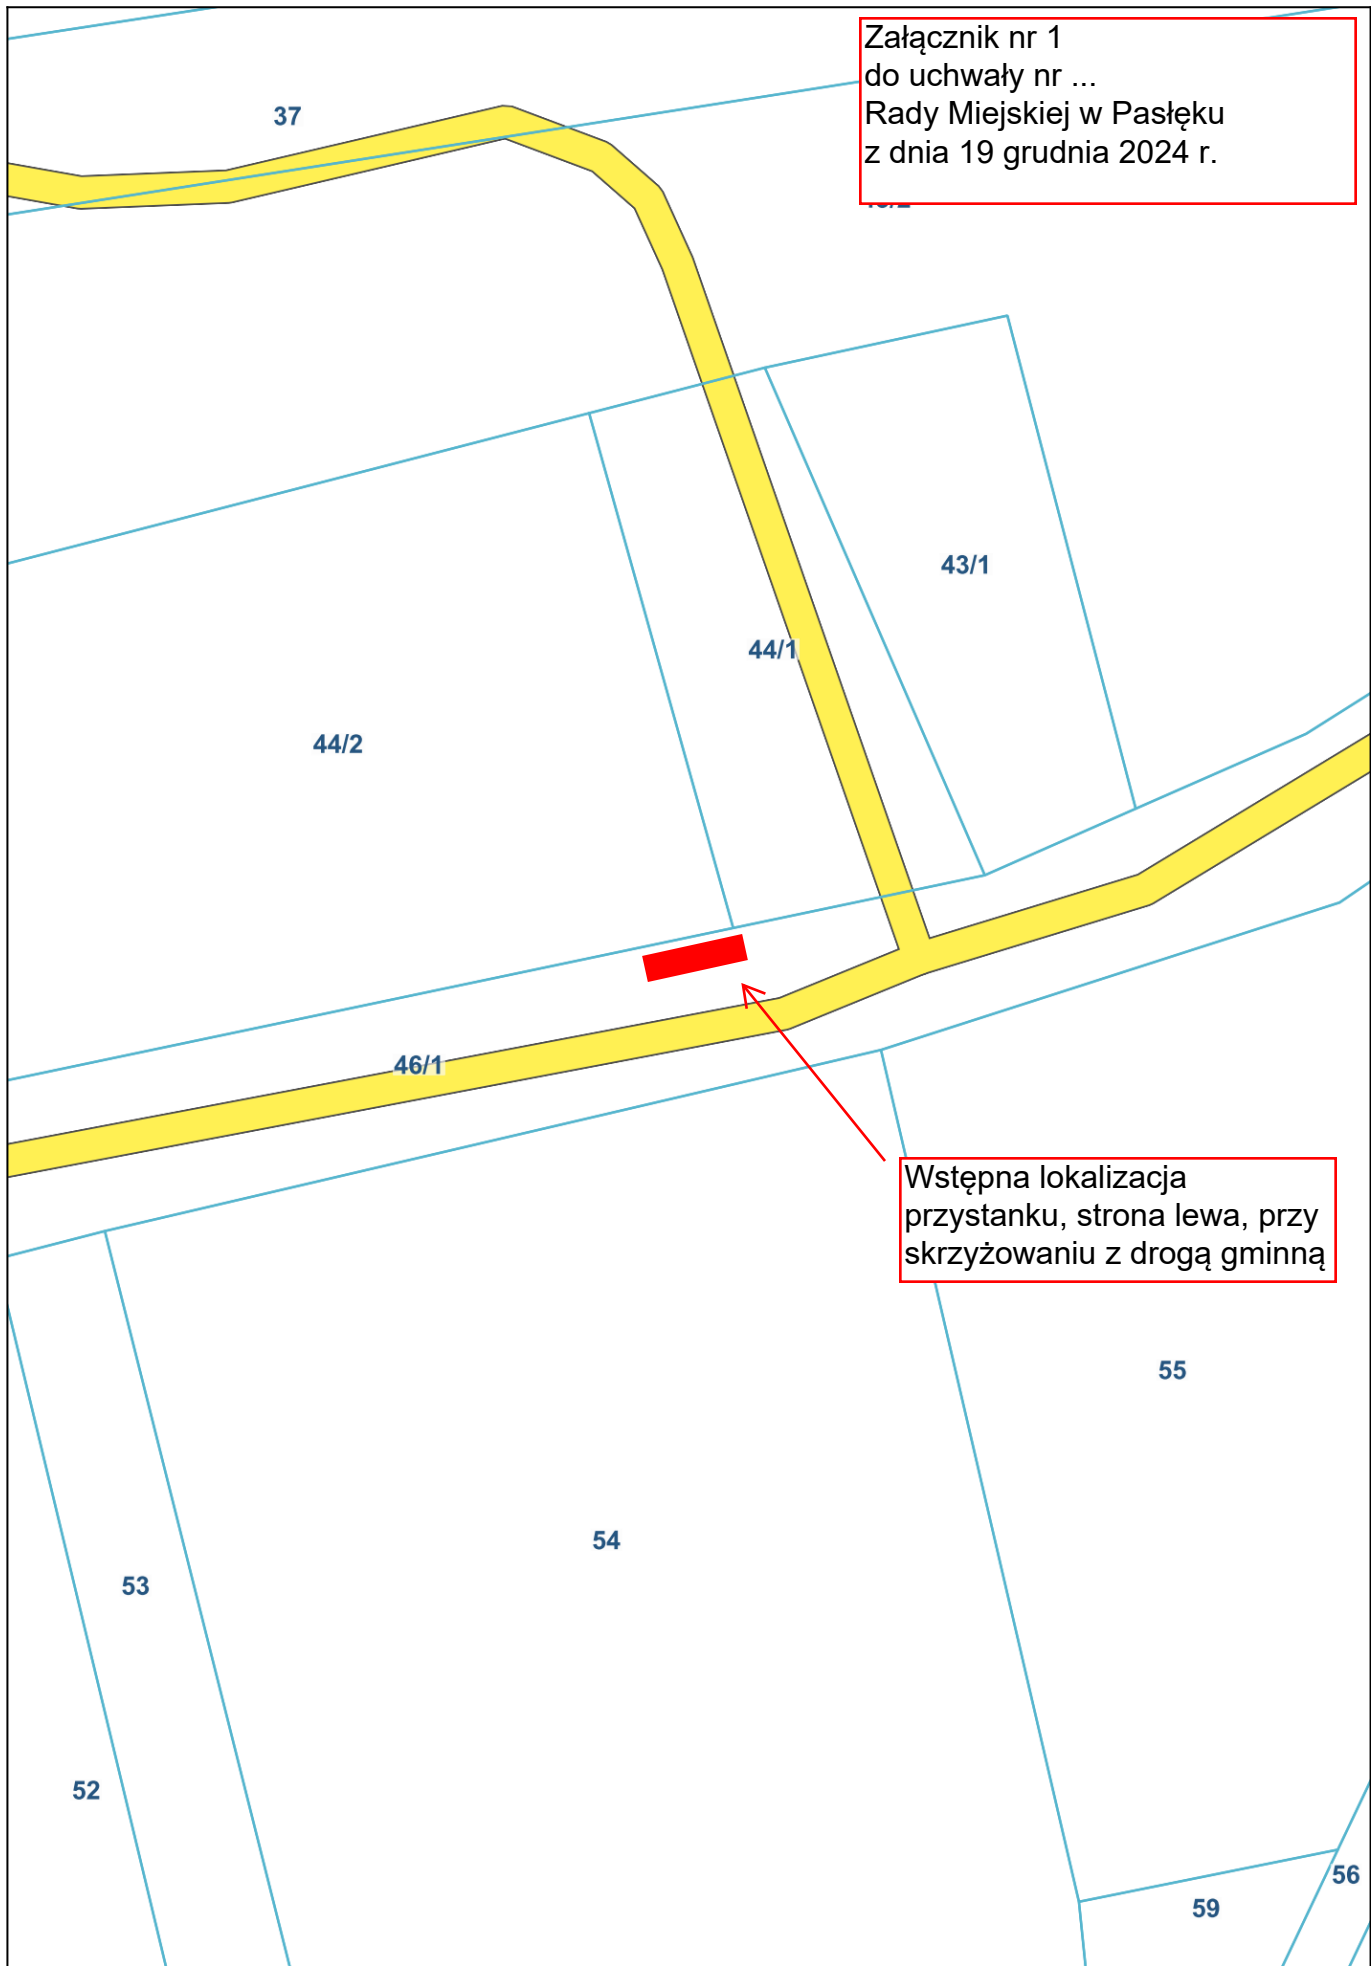 Załącznik nr 1
do uchwały nr ...
Rady Miejskiej w Pasłęku
z dnia 19 grudnia 2024 r.
37
43/1
44/1
44/2
46/1
Wstępna lokalizacja
przystanku, strona lewa, przy
skrzyżowaniu z drogą gminną
55
54
53
52
56
59